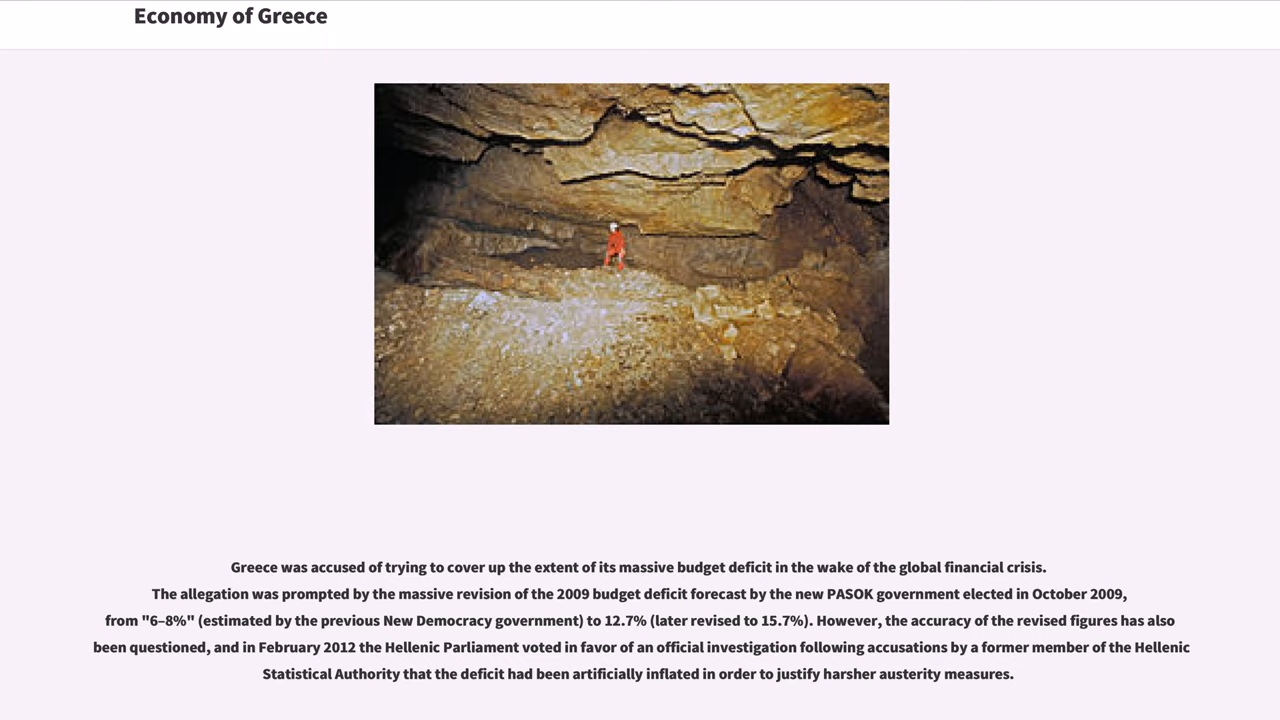 Economy of Greece
Greece was accused of trying to cover up the extent of its massive budget deficit in the wake of the global financial crisis.
The allegation was prompted by the massive revision of the 2009 budget deficit forecast by the new PASOK government elected in October 2009,
from "6–8%" (estimated by the previous New Democracy government) to 12.7% (later revised to 15.7%). However, the accuracy of the revised figures has also
been questioned, and in February 2012 the Hellenic Parliament voted in favor of an official investigation following accusations by a former member of the Hellenic
Statistical Authority that the deficit had been artificially inflated in order to justify harsher austerity measures.